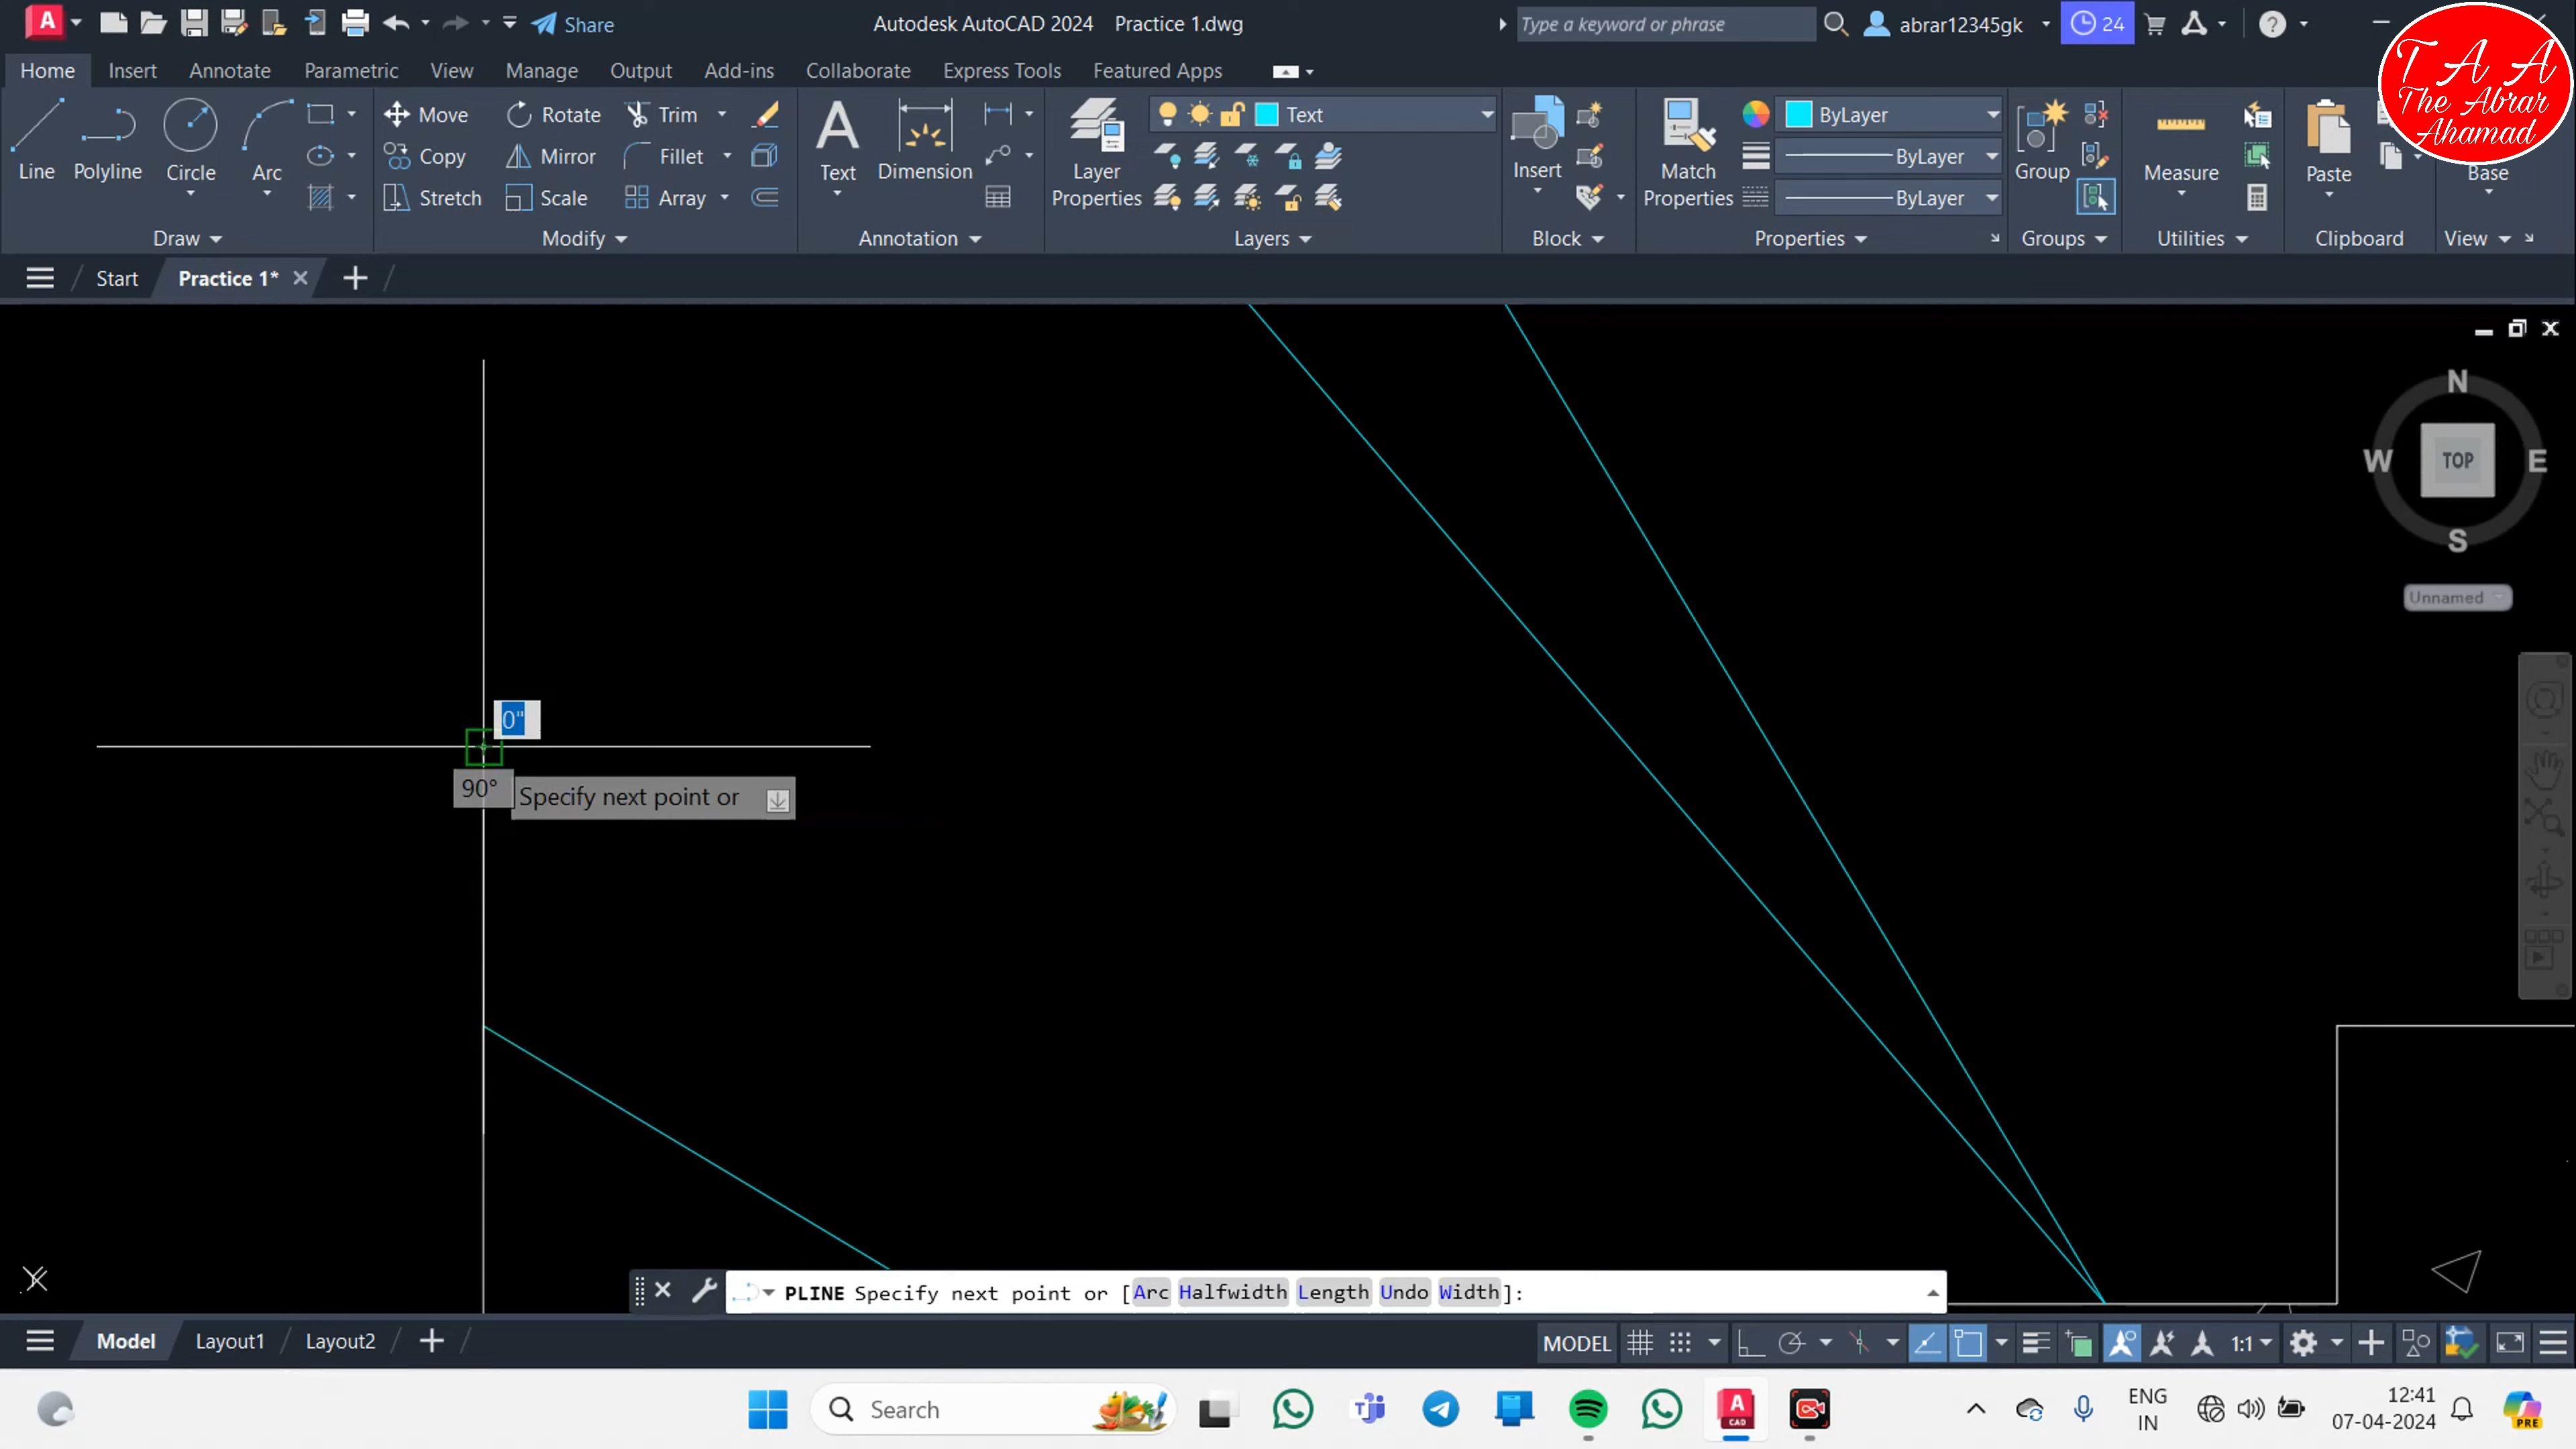 Share
Autodesk AutoCAD 2024 Practice 1.dwg
Type a keyword or phrase
abrar12345gk
24
T A A
The Abrar
Ahamad
Home Insert Annotate Parametric View Manage Output Add-ins Collaborate Express Tools Featured Apps
Line Polyline Circle Arc
Move Rotate Trim
Copy Mirror Fillet
Stretch Scale Array
Text Dimension
Layer
Properties
Text
Insert
Match
Properties
ByLayer
ByLayer
ByLayer
Group
Measure
Paste
Base
Draw Modify Annotation Layers Block Properties Groups Utilities Clipboard View
Start Practice 1*
N
W TOP E
S
Unnamed
0"
90° Specify next point or
PLINE Specify next point or [Arc Halfwidth Length Undo Width]:
Model Layout1 Layout2
MODEL 1:1
Search
A
CAD
ENG
IN
12:41
07-04-2024
PRE